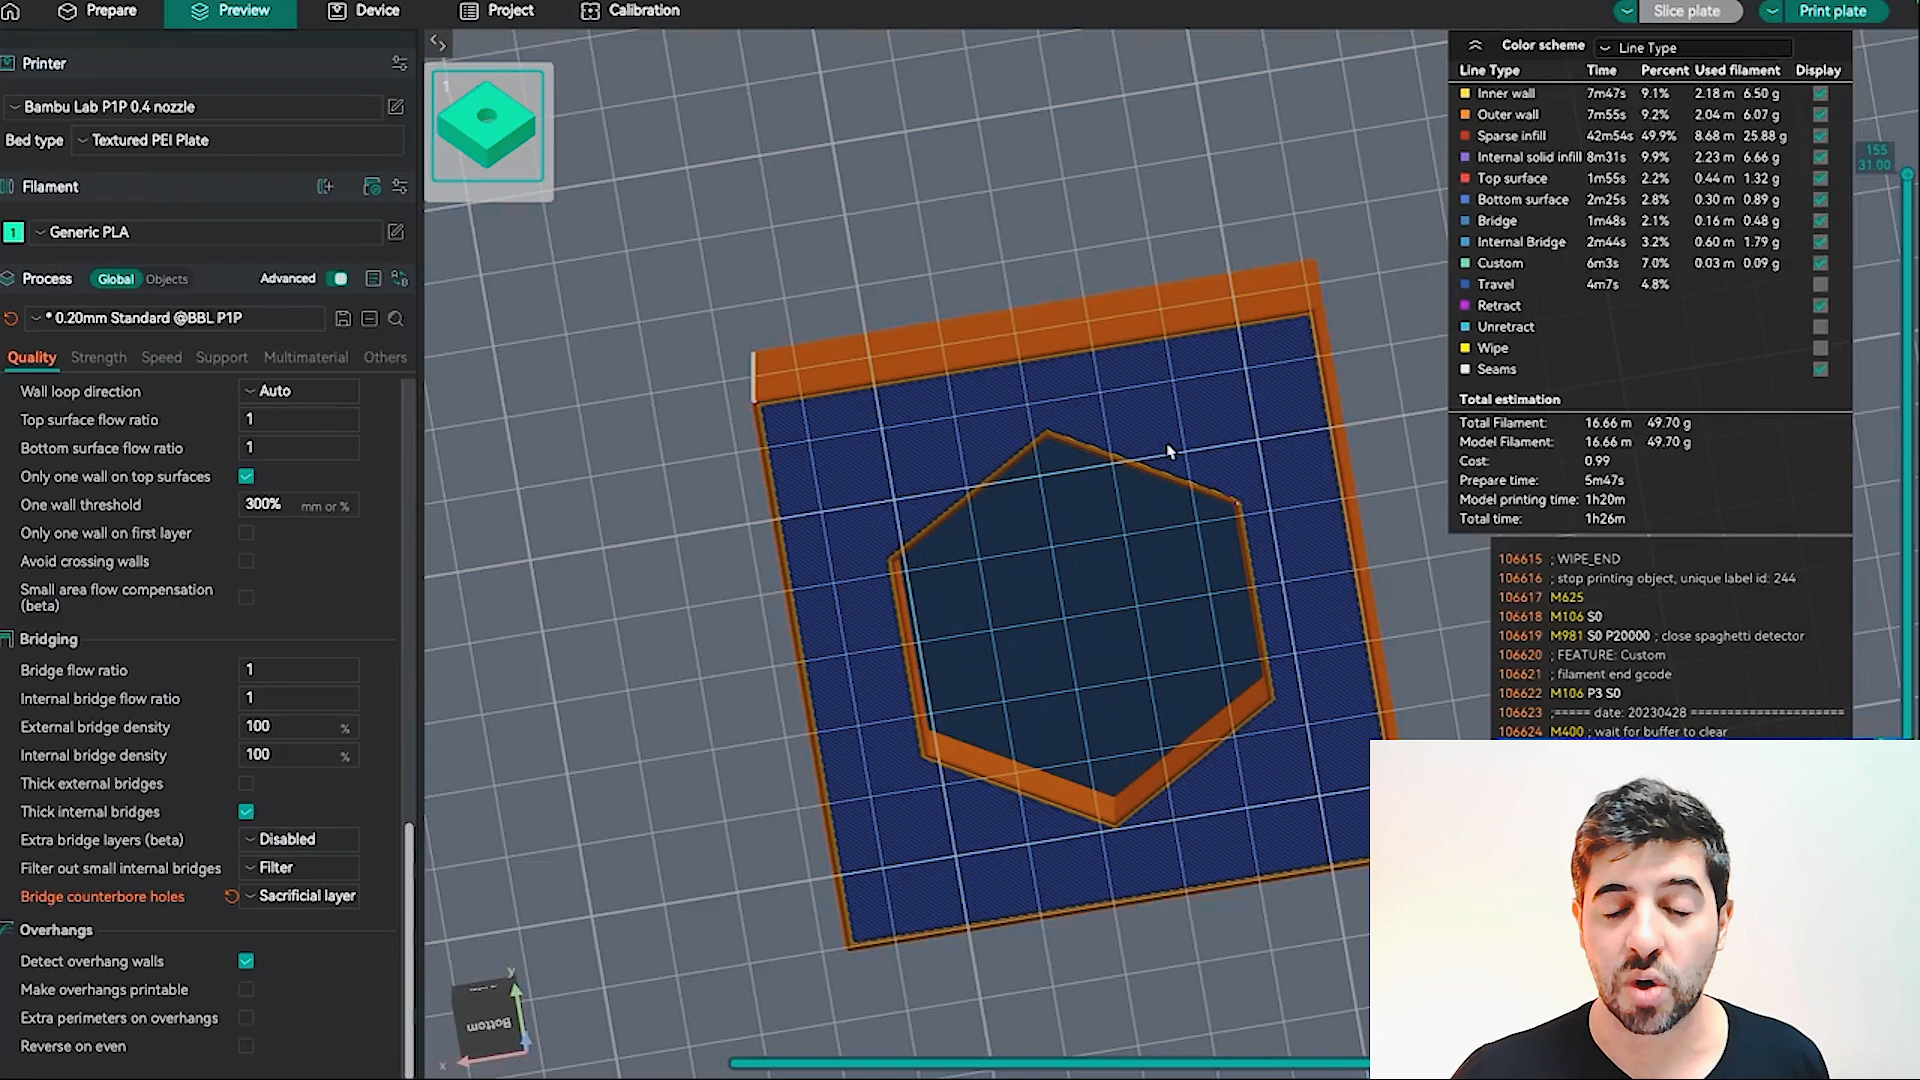 Prepare
Preview
Device
Project
Calibration
Slice plate
Print plate
Printer
Bambu Lab P1P 0.4 nozzle
Bed type
Textured PEI Plate
Filament
1
Generic PLA
Process
Global
Objects
Advanced
* 0.20mm Standard @BBL P1P
Quality
Strength
Speed
Support
Multimaterial
Others
Wall loop direction
Auto
Top surface flow ratio
1
Bottom surface flow ratio
1
Only one wall on top surfaces
One wall threshold
300%
mm or %
Only one wall on first layer
Avoid crossing walls
Small area flow compensation
(beta)
Bridging
Bridge flow ratio
1
Internal bridge flow ratio
1
External bridge density
100
%
Internal bridge density
100
%
Thick external bridges
Thick internal bridges
Extra bridge layers (beta)
Disabled
Filter out small internal bridges
Filter
Bridge counterbore holes
Sacrificial layer
Overhangs
Detect overhang walls
Make overhangs printable
Extra perimeters on overhangs
Reverse on even
1
Bottom
y
x
Color scheme
Line Type
Line Type Time Percent Used filament Display
Inner wall 7m47s 9.1% 2.18 m 6.50 g
Outer wall 7m55s 9.2% 2.04 m 6.07 g
Sparse infill 42m54s 49.9% 8.68 m 25.88 g
Internal solid infill 8m31s 9.9% 2.23 m 6.66 g
Top surface 1m55s 2.2% 0.44 m 1.32 g
Bottom surface 2m25s 2.8% 0.30 m 0.89 g
Bridge 1m48s 2.1% 0.16 m 0.48 g
Internal Bridge 2m44s 3.2% 0.60 m 1.79 g
Custom 6m3s 7.0% 0.03 m 0.09 g
Travel 4m7s 4.8%
Retract
Unretract
Wipe
Seams
Total estimation
Total Filament: 16.66 m 49.70 g
Model Filament: 16.66 m 49.70 g
Cost: 0.99
Prepare time: 5m47s
Model printing time: 1h20m
Total time: 1h26m
155
31.00
106615 ; WIPE_END
106616 ; stop printing object, unique label id: 244
106617 M625
106618 M106 S0
106619 M981 S0 P20000 ; close spaghetti detector
106620 ; FEATURE: Custom
106621 ; filament end gcode
106622 M106 P3 S0
106623 ;===== date: 20230428 =====================
106624 M400 ; wait for buffer to clear